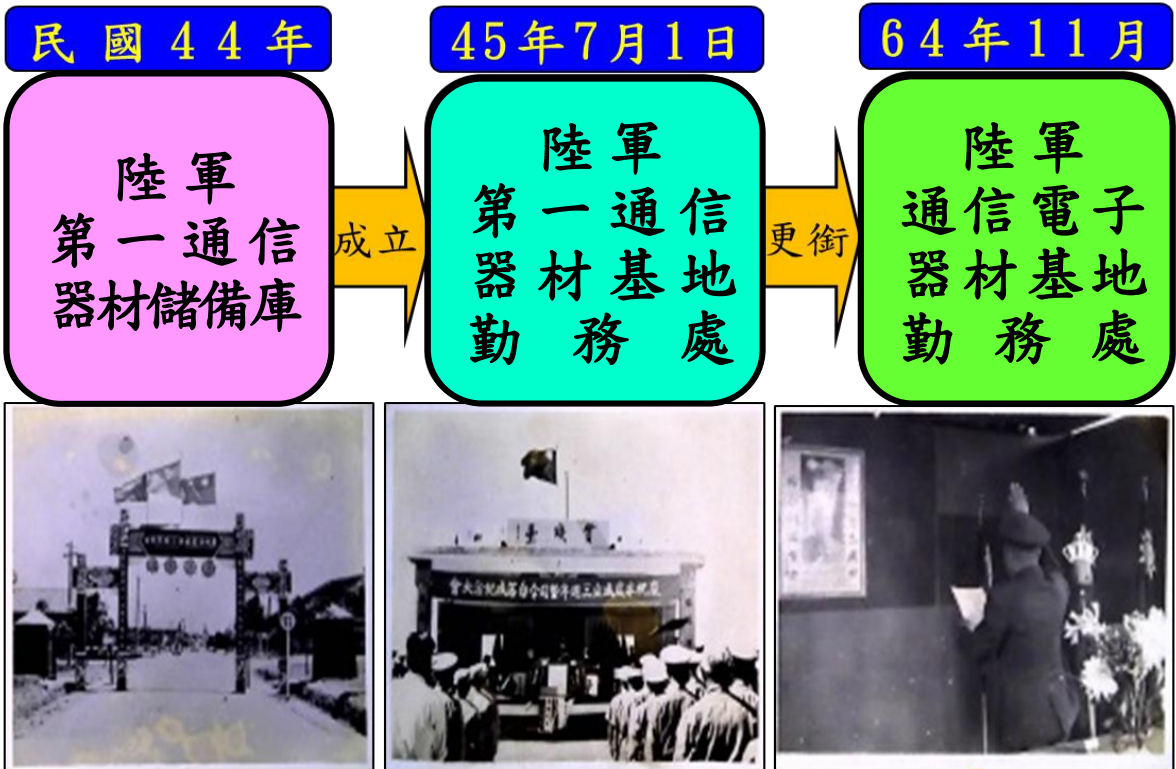 民國44年
45年7月1日
64年11月
陸軍
第一通信
器材儲備庫
成立
陸軍
第一通信
器材基地
勤務處
更銜
陸軍
通信電子
器材基地
勤務處